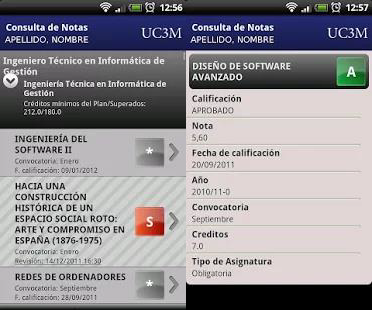 12:56
Consulta de Notas
APELLIDO, NOMBRE
UC3M
Ingeniero Técnico en Informática de
Gestión
Ingeniería Técnica en Informática de
Gestión
Créditos mínimos del Plan/Superados:
212.0/180.0
INGENIERÍA DEL
SOFTWARE II
Convocatoria: Enero
F. calificación: 09/01/2012
*
HACIA UNA
CONSTRUCCIÓN
HISTÓRICA DE UN
ESPACIO SOCIAL ROTO:
ARTE Y COMPROMISO EN
ESPAÑA (1876-1975)
Convocatoria: Enero
Revisión: 14/12/2011 16:30
S
REDES DE ORDENADORES
Convocatoria: Septiembre
F. calificación: 28/09/2011
*
12:57
Consulta de Notas
APELLIDO, NOMBRE
UC3M
DISEÑO DE SOFTWARE
AVANZADO
A
Calificación
APROBADO
Nota
5,60
Fecha de calificación
20/09/2011
Año
2010/11-0
Convocatoria
Septiembre
Creditos
7.0
Tipo de Asignatura
Obligatoria